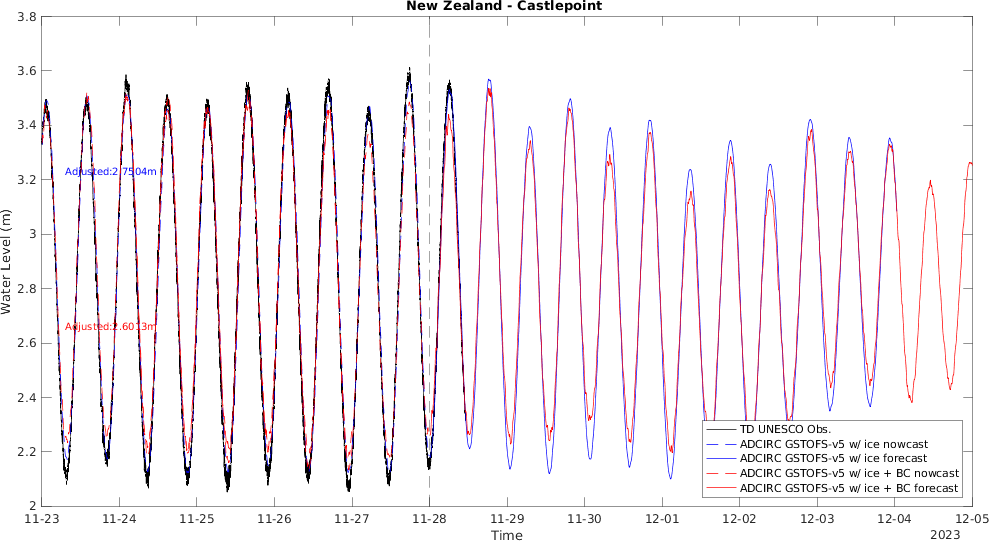 New Zealand - Castlepoint
3.8
3.6
3.4
3.2
3
2.8
2.6
2.4
2.2
2
Water Level (m)
Adjusted:2.7504m
Adjusted:2.6013m
TD UNESCO Obs.
ADCIRC GSTOFS-v5 w/ ice nowcast
ADCIRC GSTOFS-v5 w/ ice forecast
ADCIRC GSTOFS-v5 w/ ice + BC nowcast
ADCIRC GSTOFS-v5 w/ ice + BC forecast
11-23 11-24 11-25 11-26 11-27 11-28 11-29 11-30 12-01 12-02 12-03 12-04 12-05
Time
2023